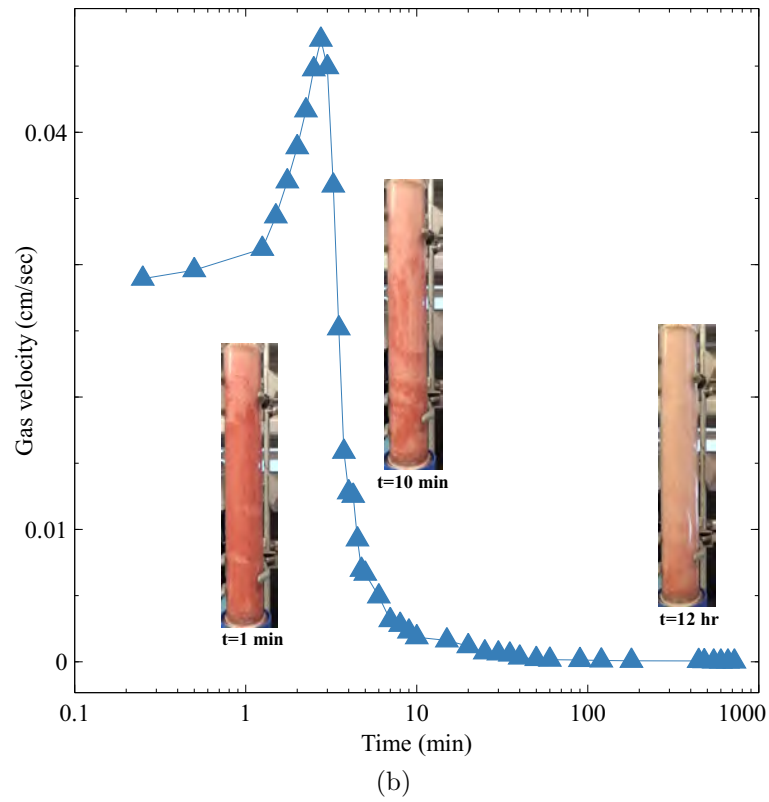 0.04
0.01
0
Gas velocity (cm/sec)
t=1 min
t=10 min
t=12 hr
0.1
1
10
100
1000
Time (min)
(b)